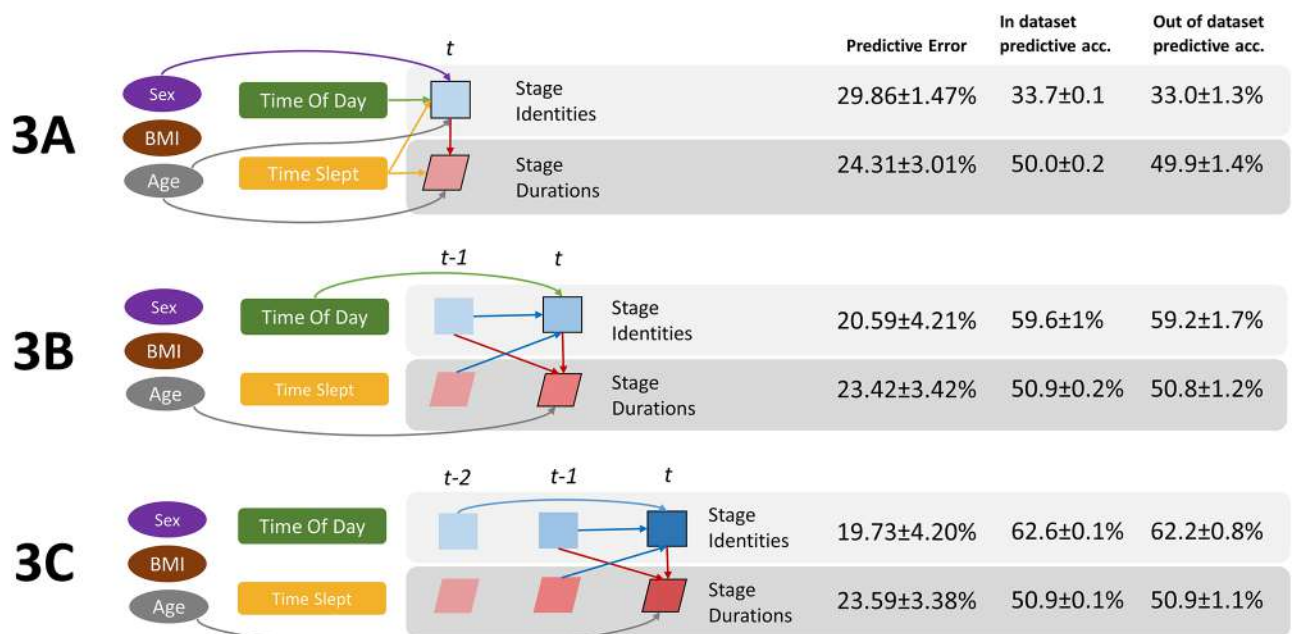 Predictive Error
In dataset
predictive acc.
Out of dataset
predictive acc.
3A
t
Sex
BMI
Age
Time Of Day
Time Slept
Stage
Identities
29.86±1.47%
33.7±0.1
33.0±1.3%
Stage
Durations
24.31±3.01%
50.0±0.2
49.9±1.4%
3B
t-1
t
Sex
BMI
Age
Time Of Day
Time Slept
Stage
Identities
20.59±4.21%
59.6±1%
59.2±1.7%
Stage
Durations
23.42±3.42%
50.9±0.2%
50.8±1.2%
3C
t-2
t-1
t
Sex
BMI
Age
Time Of Day
Time Slept
Stage
Identities
19.73±4.20%
62.6±0.1%
62.2±0.8%
Stage
Durations
23.59±3.38%
50.9±0.1%
50.9±1.1%